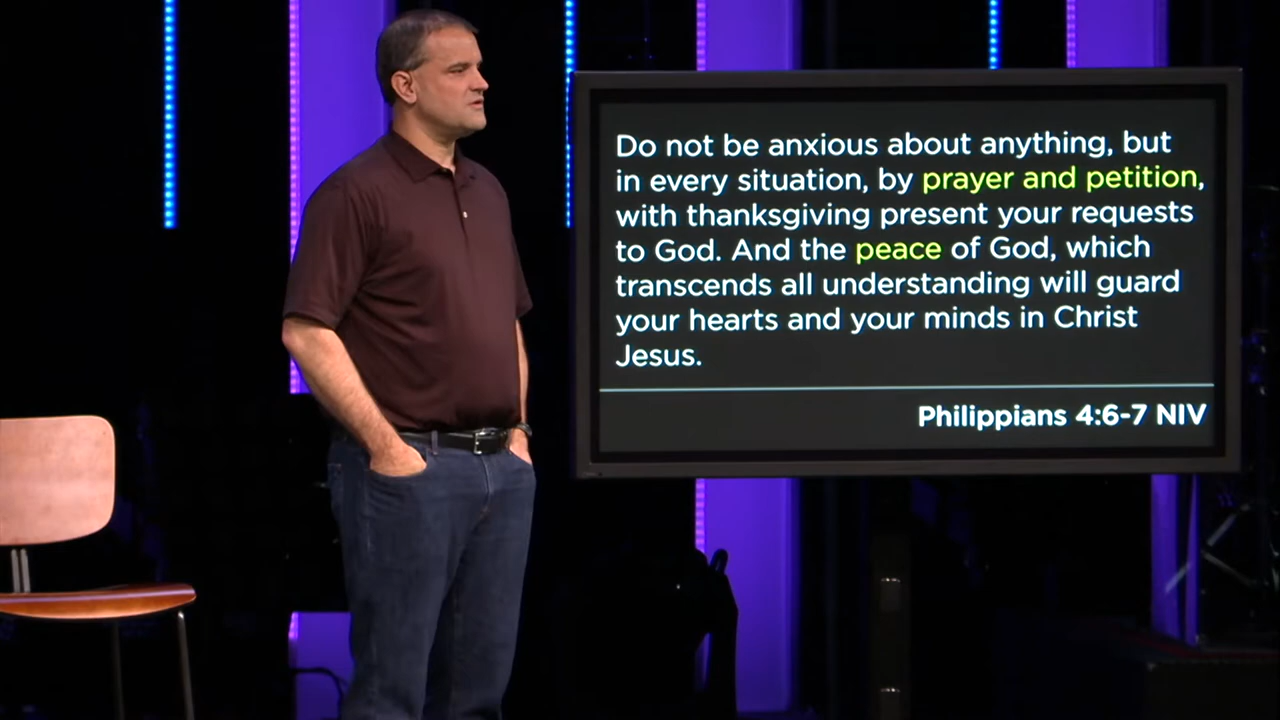 Do not be anxious about anything, but
in every situation, by prayer and petition,
with thanksgiving present your requests
to God. And the peace of God, which
transcends all understanding will guard
your hearts and your minds in Christ
Jesus.
Philippians 4:6-7 NIV